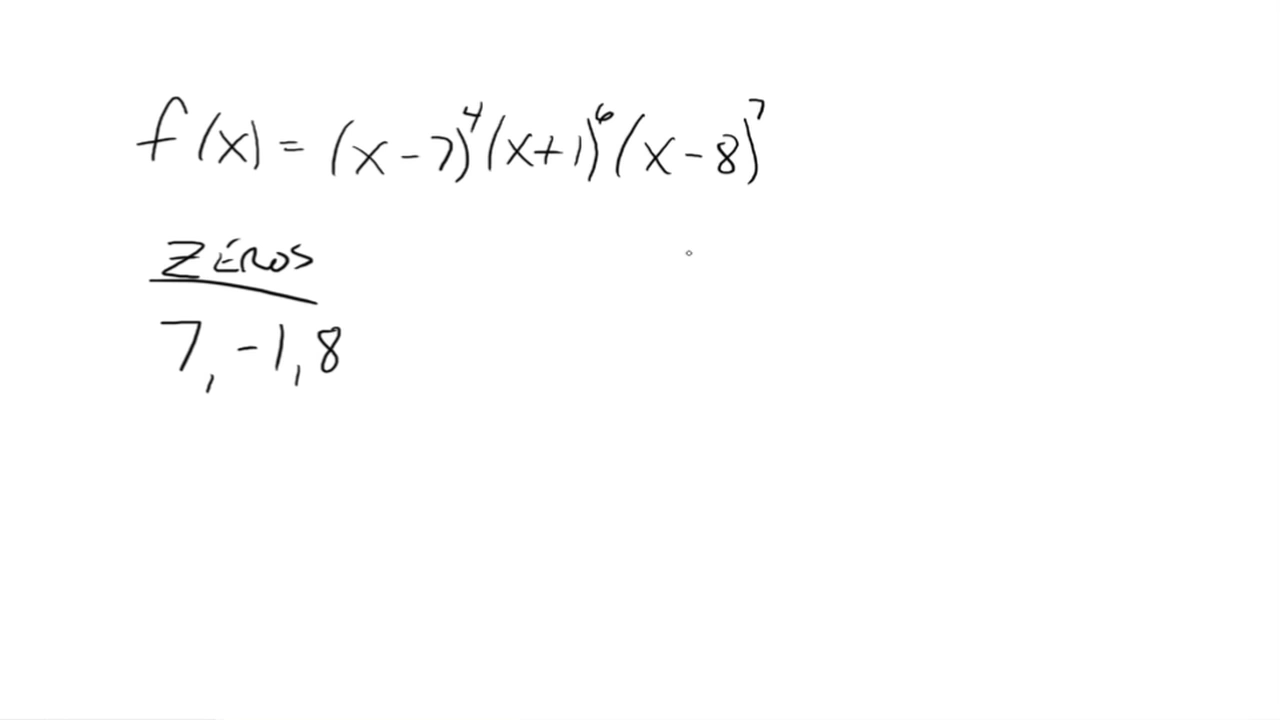 f(x) = (x-7)⁴(x+1)⁶(x-8)⁷
ZEROS
7, -1, 8